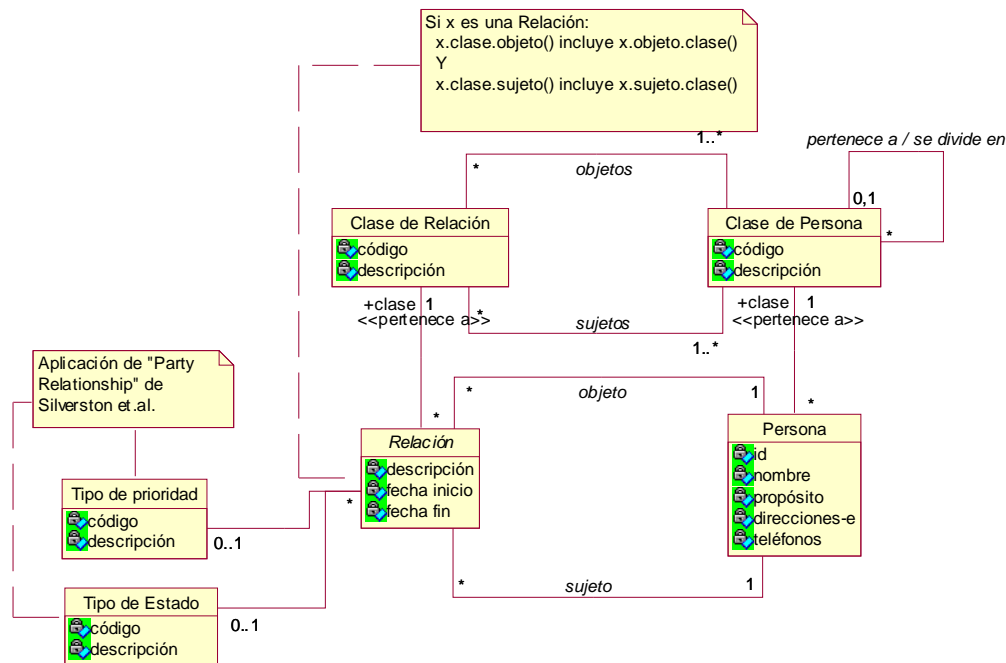 Si x es una Relación:
x.clase.objeto() incluye x.objeto.clase()
Y
x.clase.sujeto() incluye x.sujeto.clase()
1..*
*
objetos
pertenece a / se divide en
0,1
*
Clase de Relación
código
descripción
Clase de Persona
código
descripción
+clase 1
<<pertenece a>>
*
sujetos
1..*
+clase 1
<<pertenece a>>
Aplicación de "Party
Relationship" de
Silverston et.al.
*
*
objeto
1
*
Relación
descripción
fecha inicio
fecha fin
Persona
id
nombre
propósito
direcciones-e
teléfonos
Tipo de prioridad
código
descripción
0..1
*
*
sujeto
1
Tipo de Estado
código
descripción
0..1